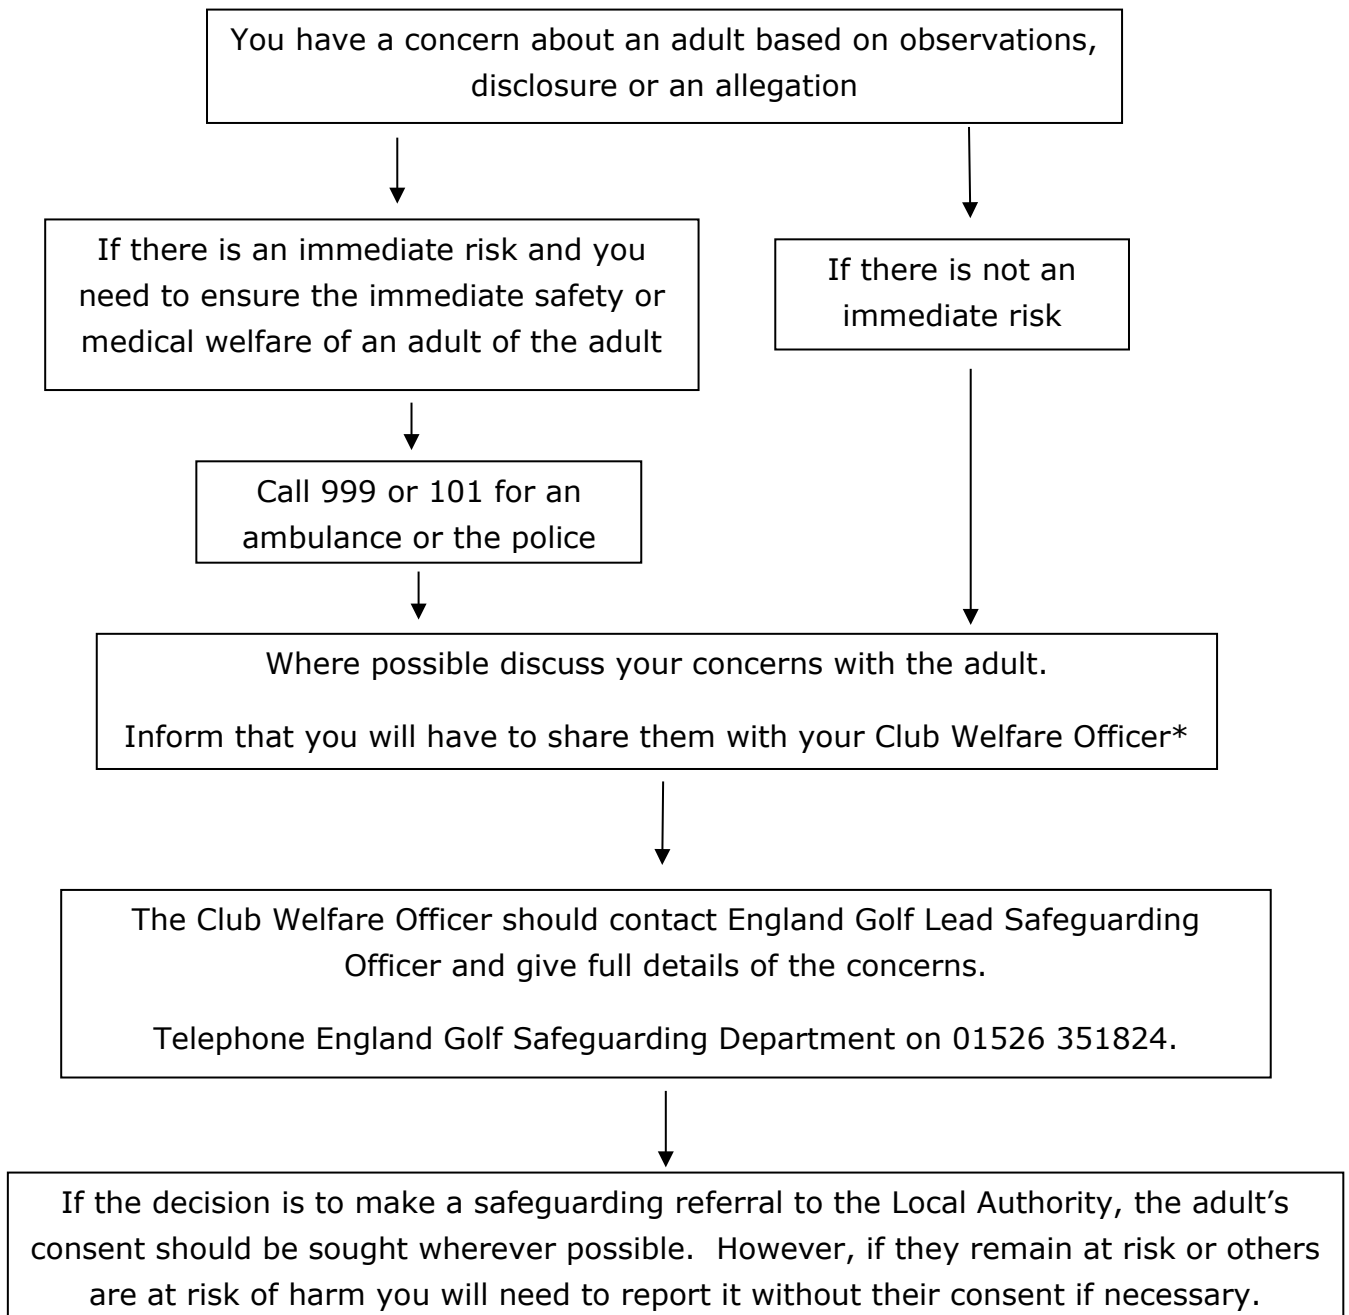 You have a concern about an adult based on observations,
disclosure or an allegation
If there is an immediate risk and you
need to ensure the immediate safety or
medical welfare of an adult of the adult
If there is not an
immediate risk
Call 999 or 101 for an
ambulance or the police
Where possible discuss your concerns with the adult.
Inform that you will have to share them with your Club Welfare Officer*
The Club Welfare Officer should contact England Golf Lead Safeguarding
Officer and give full details of the concerns.
Telephone England Golf Safeguarding Department on 01526 351824.
If the decision is to make a safeguarding referral to the Local Authority, the adult’s
consent should be sought wherever possible.  However, if they remain at risk or others
are at risk of harm you will need to report it without their consent if necessary.